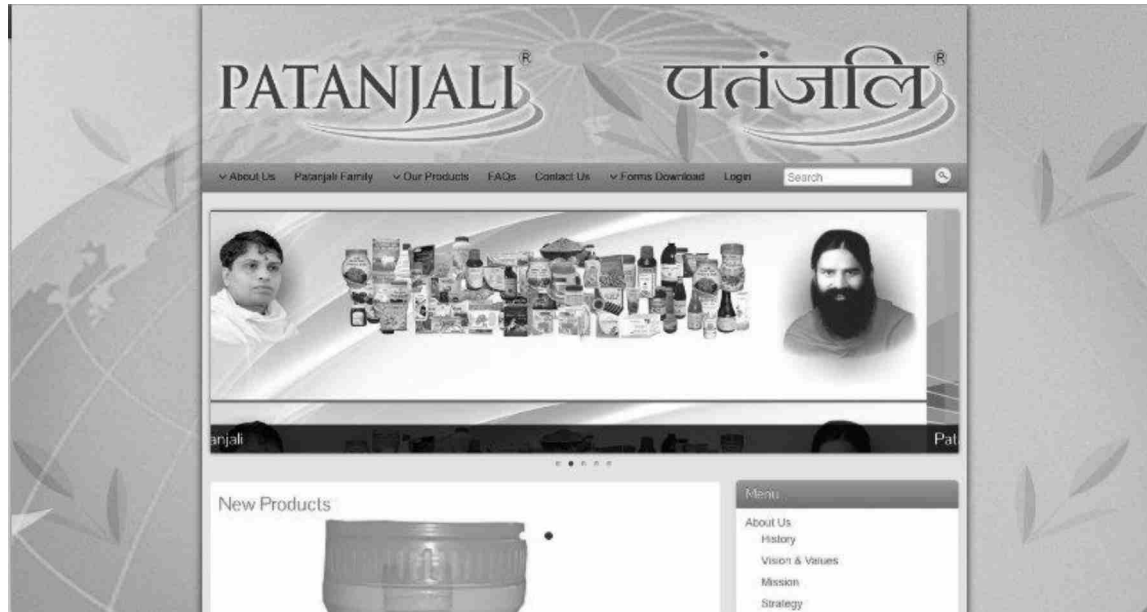 PATANJALI® पतंजलि®
About Us Patanjali Family Our Products FAQs Contact Us Forms Download Login Search
anjali Pat
New Products
Menu
About Us
History
Vision & Values
Mission
Strategy